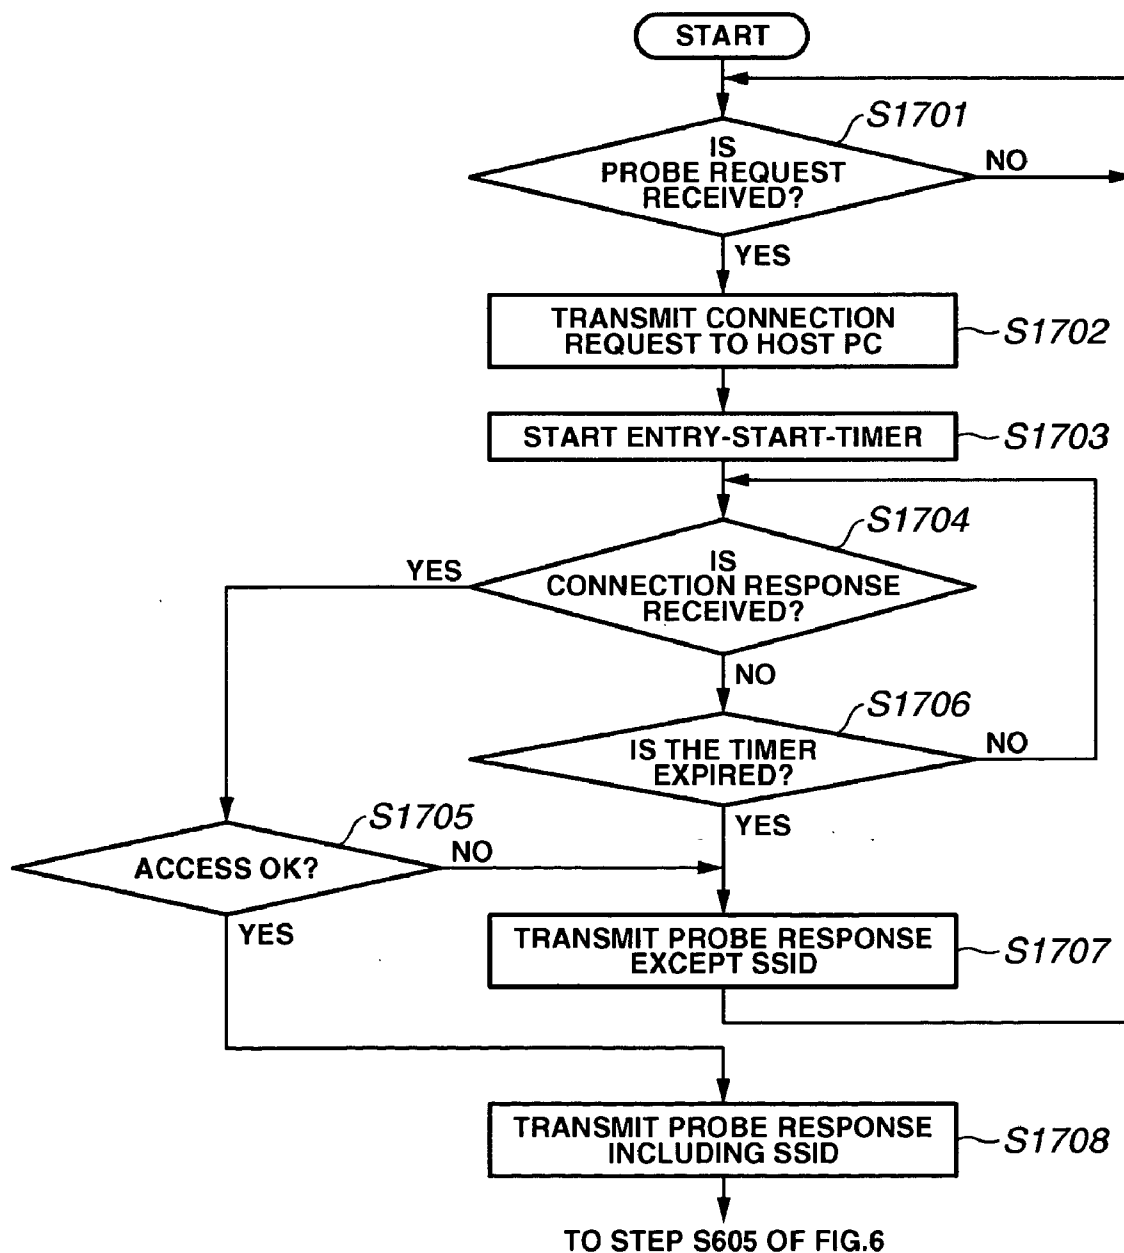 START
S1701
IS
PROBE REQUEST
RECEIVED?
NO
YES
TRANSMIT CONNECTION
REQUEST TO HOST PC
S1702
START ENTRY-START-TIMER
S1703
S1704
IS
CONNECTION RESPONSE
RECEIVED?
YES
NO
S1706
IS THE TIMER
EXPIRED?
NO
YES
S1705
ACCESS OK?
NO
YES
TRANSMIT PROBE RESPONSE
EXCEPT SSID
S1707
TRANSMIT PROBE RESPONSE
INCLUDING SSID
S1708
TO STEP S605 OF FIG.6